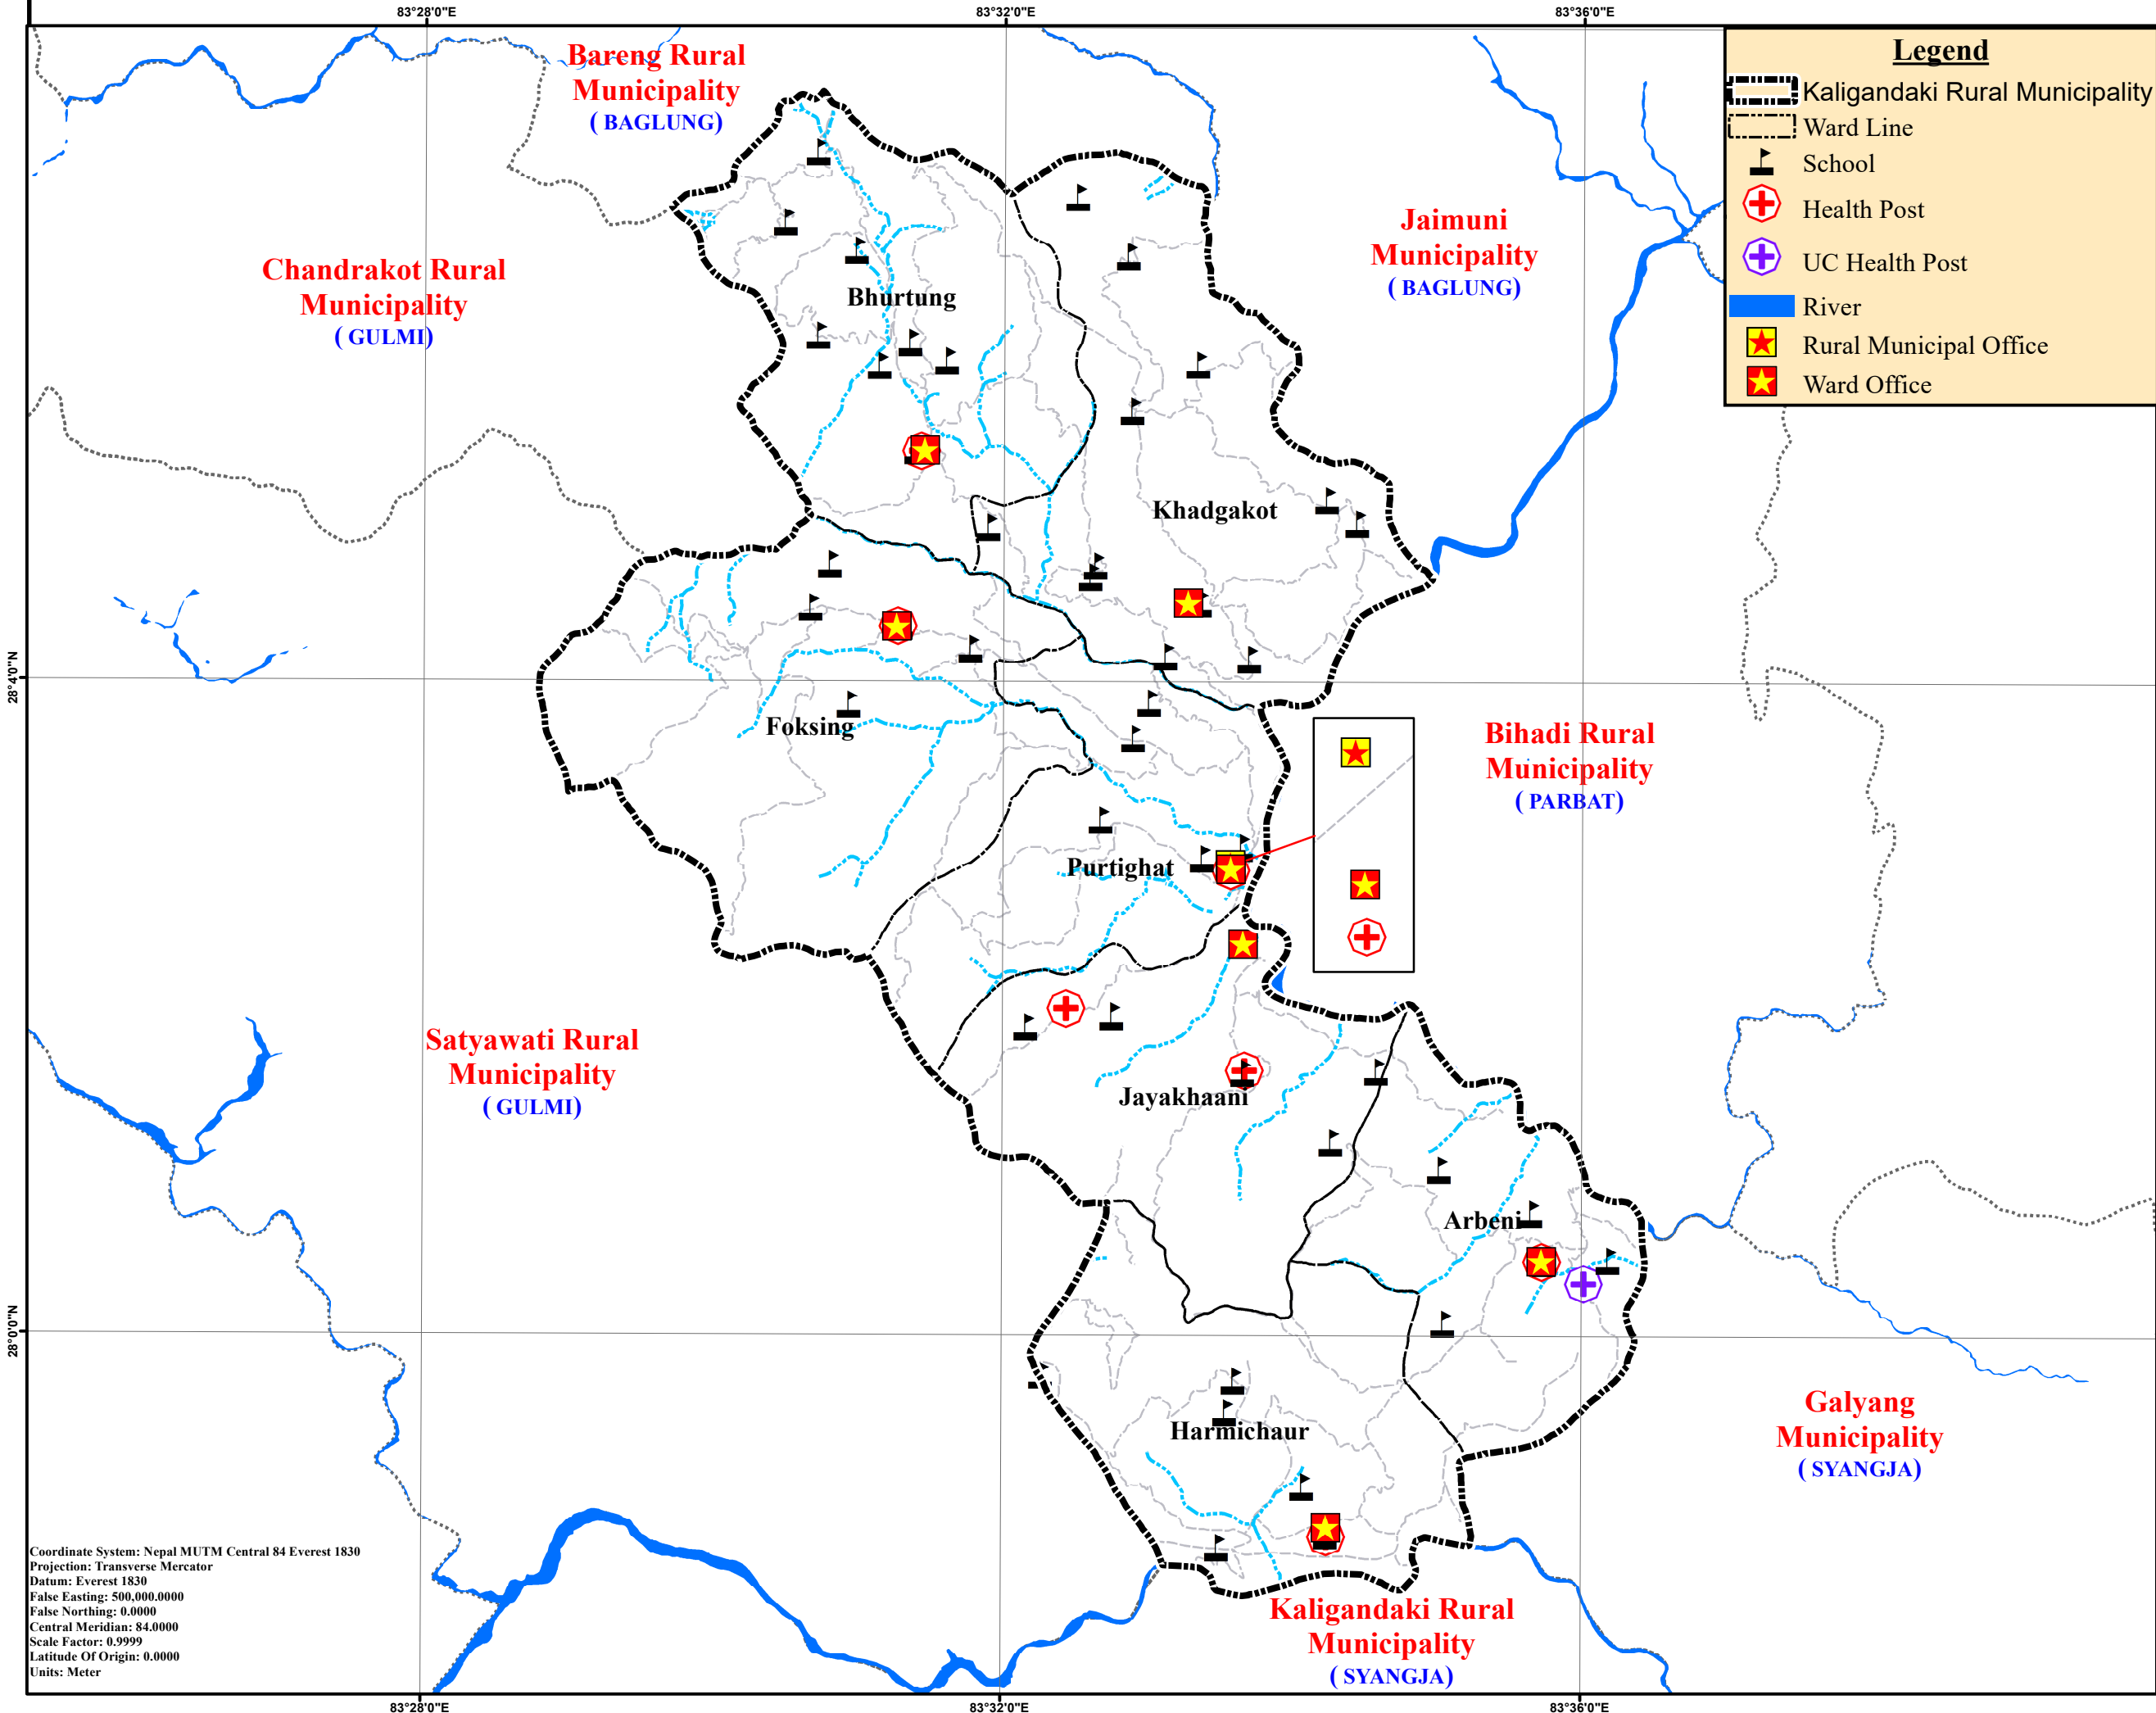 83°28'0"E
83°32'0"E
83°36'0"E
Legend
Kaligandaki Rural Municipality
Ward Line
School
Health Post
UC Health Post
River
Rural Municipal Office
Ward Office
Bareng Rural
Municipality
( BAGLUNG)
Jaimuni
Municipality
( BAGLUNG)
Chandrakot Rural
Municipality
( GULMI)
Bhurtung
Khadgakot
28°4'0"N
Foksing
Bihadi Rural
Municipality
( PARBAT)
Purtighat
Satyawati Rural
Municipality
( GULMI)
Jayakhaani
Arbeni
28°0'0"N
Harmichaur
Galyang
Municipality
( SYANGJA)
Kaligandaki Rural
Municipality
( SYANGJA)
Coordinate System: Nepal MUTM Central 84 Everest 1830
Projection: Transverse Mercator
Datum: Everest 1830
False Easting: 500,000.0000
False Northing: 0.0000
Central Meridian: 84.0000
Scale Factor: 0.9999
Latitude Of Origin: 0.0000
Units: Meter
83°28'0"E
83°32'0"E
83°36'0"E